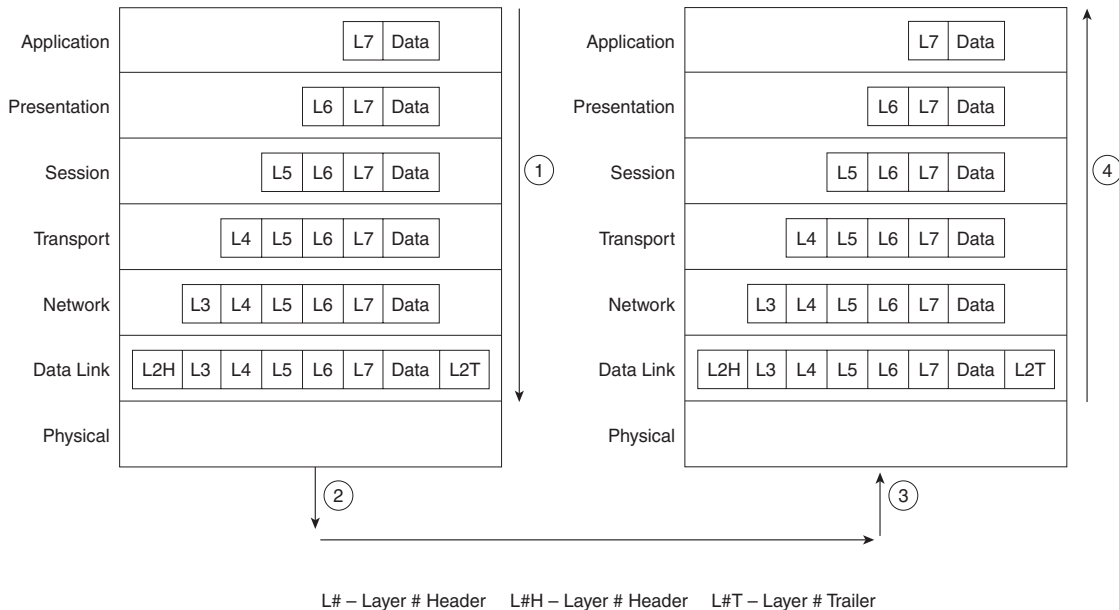 Application L7 Data
Presentation L6 L7 Data
Session L5 L6 L7 Data
Transport L4 L5 L6 L7 Data
Network L3 L4 L5 L6 L7 Data
Data Link L2H L3 L4 L5 L6 L7 Data L2T
Physical
1
2
Application L7 Data
Presentation L6 L7 Data
Session L5 L6 L7 Data
Transport L4 L5 L6 L7 Data
Network L3 L4 L5 L6 L7 Data
Data Link L2H L3 L4 L5 L6 L7 Data L2T
Physical
4
3
L# – Layer # Header L#H – Layer # Header L#T – Layer # Trailer